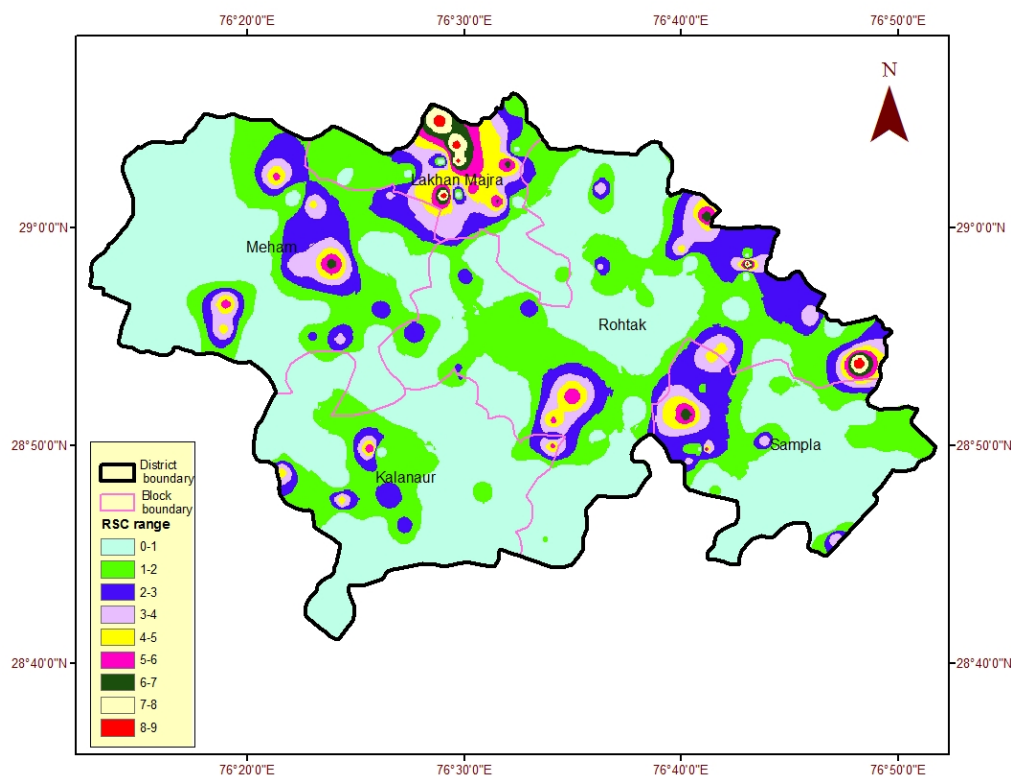 76°20'0"E 76°30'0"E 76°40'0"E 76°50'0"E
N
Lakhan Majra
29°0'0"N 29°0'0"N
Meham
Rohtak
28°50'0"N 28°50'0"N
Sampla
Kalanaur
District
boundary
Block
boundary
RSC range
0-1
1-2
2-3
3-4
4-5
5-6
6-7
7-8
8-9
28°40'0"N 28°40'0"N
76°20'0"E 76°30'0"E 76°40'0"E 76°50'0"E